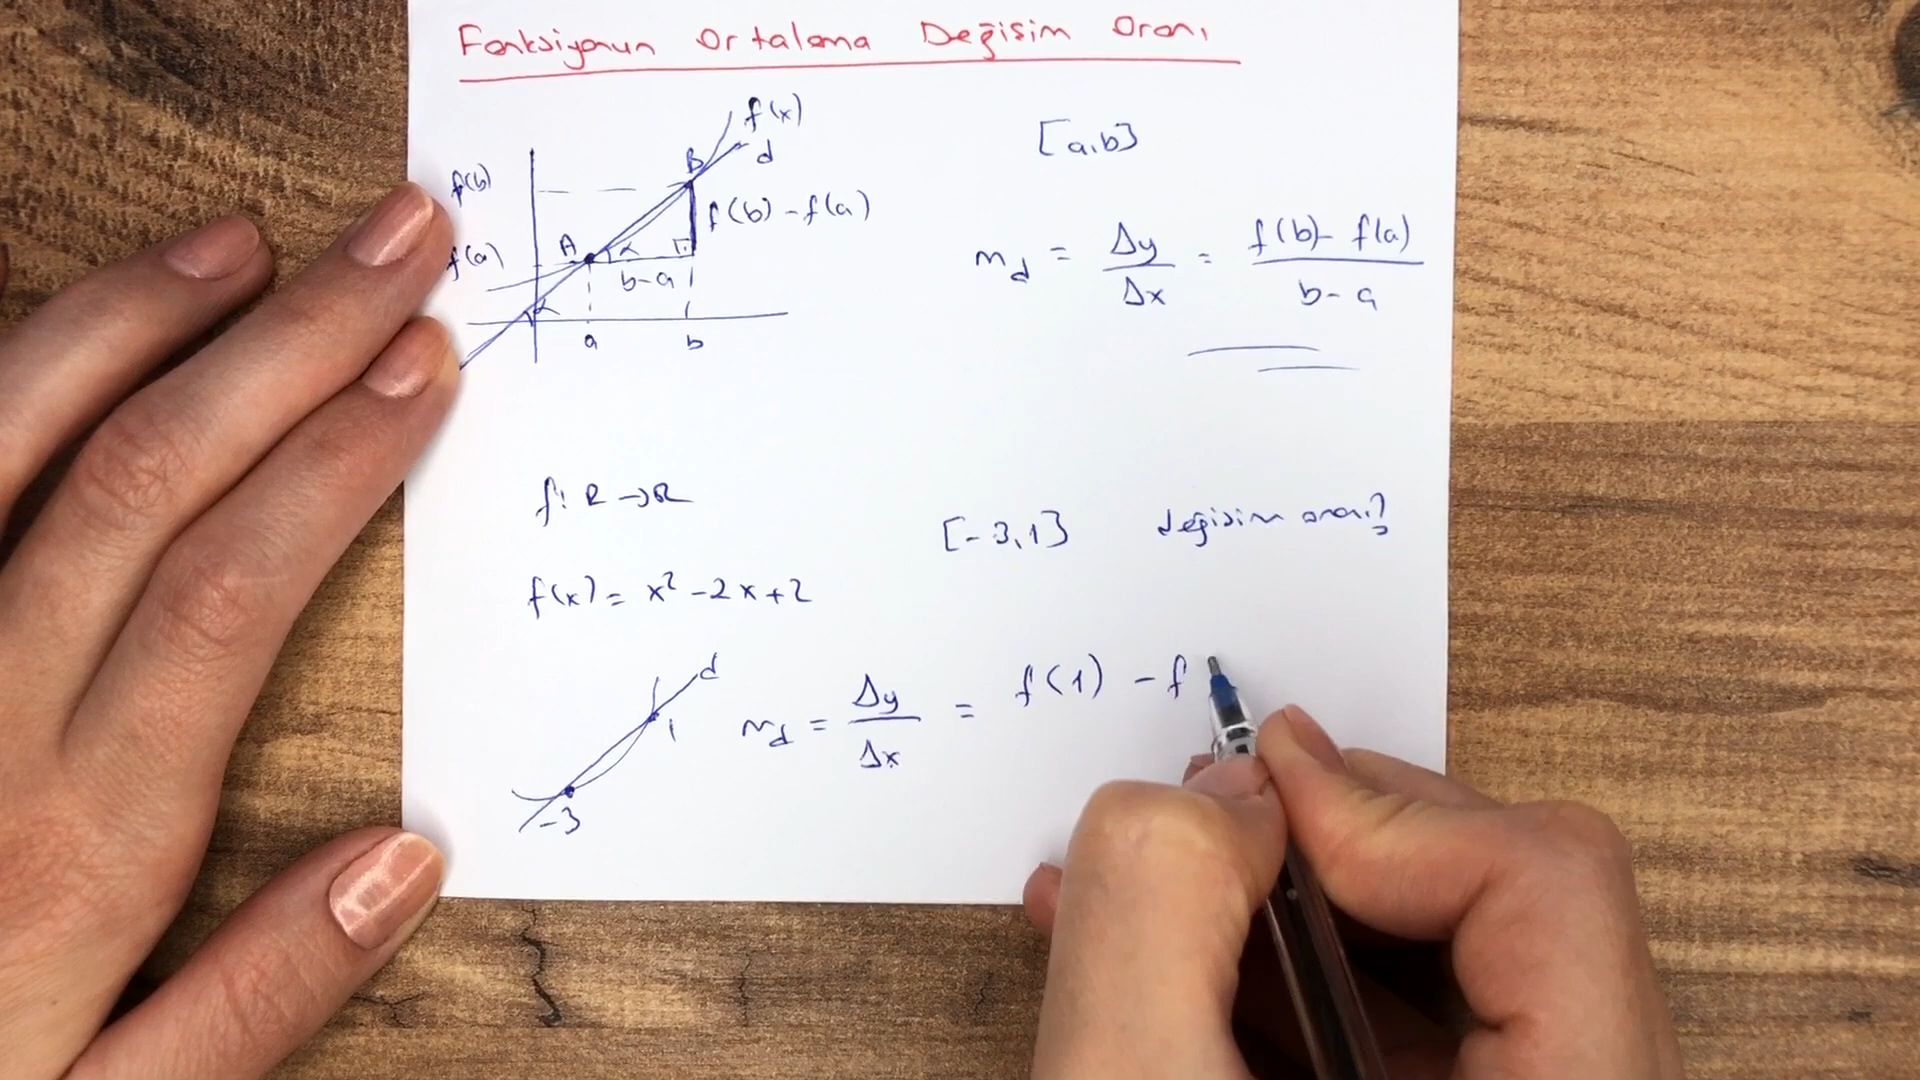 Fonksiyonun Ortalama Değişim Oranı
f(x)
d
B
f(b)
f(b) - f(a)
A
α
f(a)
b-a
α
a b
[a,b]
m_d = Δy/Δx = f(b) - f(a) / b-a
f: R → R
[-3,1] değişim oranı?
f(x) = x² - 2x + 2
d
1
-3
m_d = Δy/Δx = f(1) - f